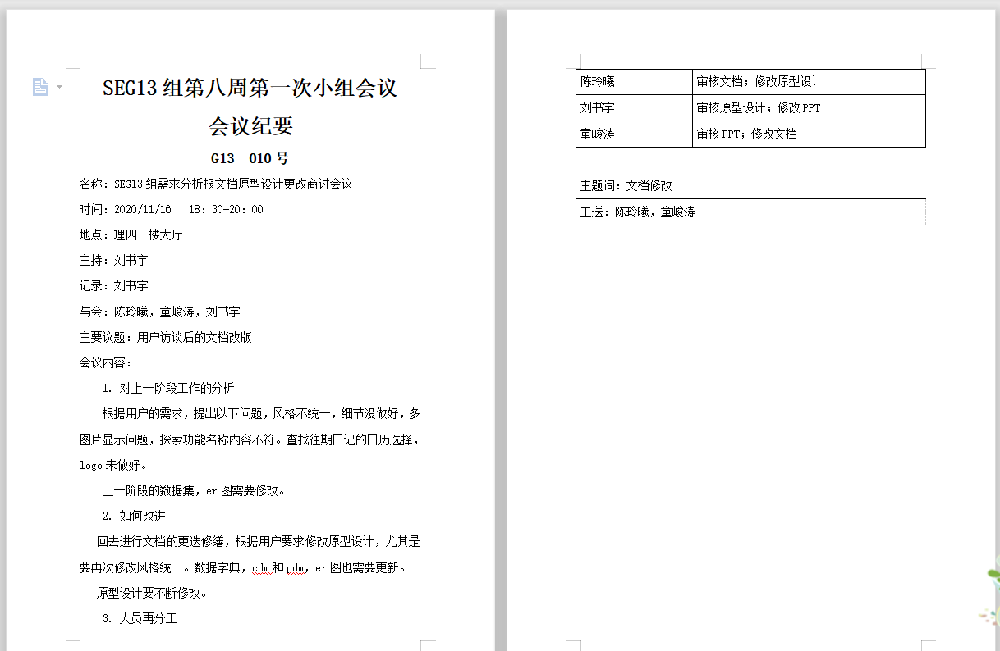 SEG13 组第八周第一次小组会议
会议纪要
G13 010 号
名称：SEG13 组需求分析报文档原型设计更改商讨会议
时间：2020/11/16 18：30-20：00
地点：理四一楼大厅
主持：刘书宇
记录：刘书宇
与会：陈玲曦，童峻涛，刘书宇
主要议题：用户访谈后的文档改版
会议内容：
1. 对上一阶段工作的分析
根据用户的需求，提出以下问题，风格不统一，细节没做好，多
图片显示问题，探索功能名称内容不符。查找往期日记的日历选择，
logo 未做好。
上一阶段的数据集，er 图需要修改。
2. 如何改进
回去进行文档的更迭修缮，根据用户要求修改原型设计，尤其是
要再次修改风格统一。数据字典，cdm 和 pdm，er 图也需要更新。
原型设计要不断修改。
3. 人员再分工
陈玲曦 审核文档；修改原型设计
刘书宇 审核原型设计；修改 PPT
童峻涛 审核 PPT；修改文档
主题词：文档修改
主送：陈玲曦，童峻涛